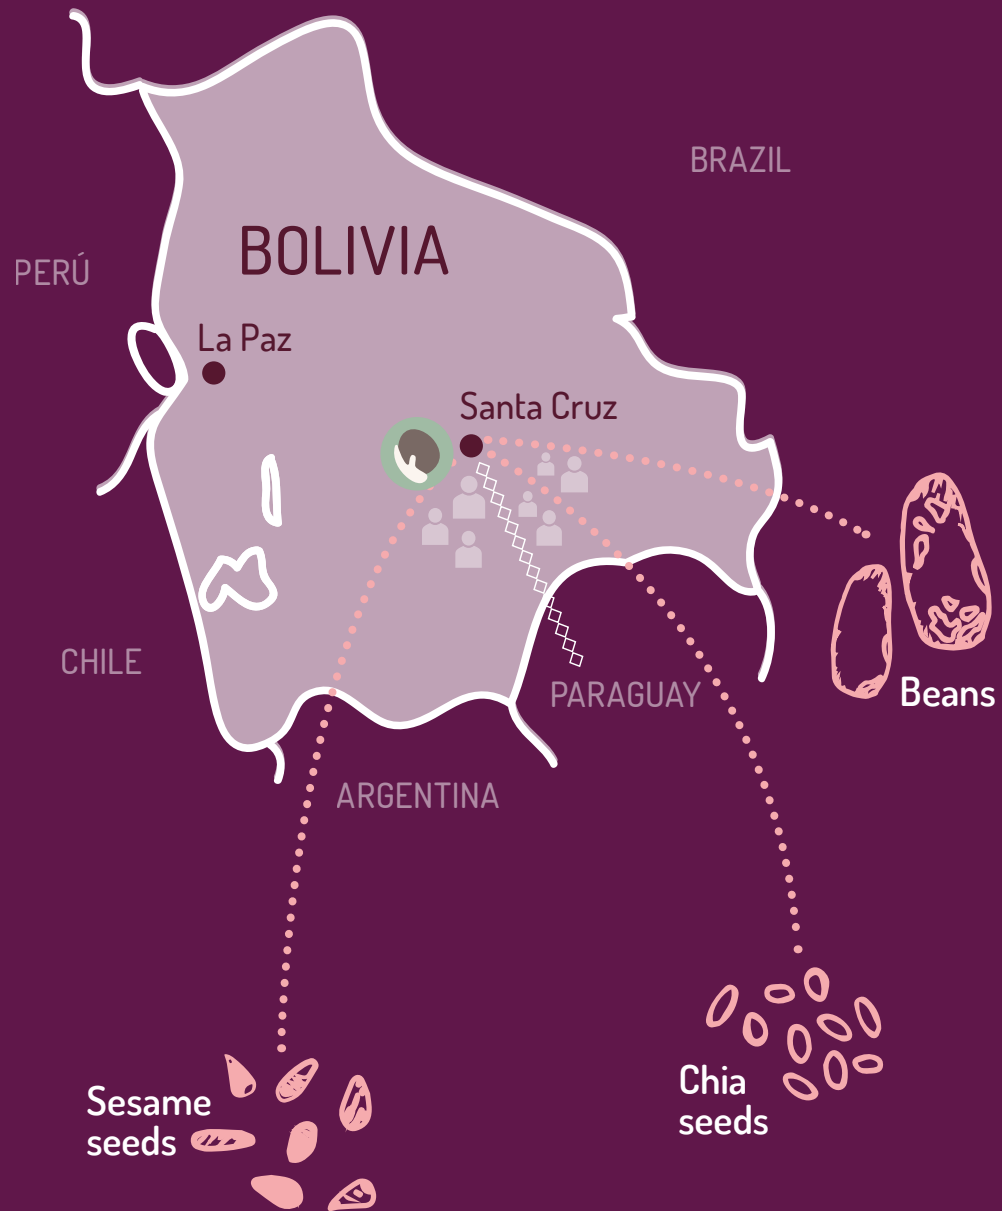 BRAZIL
BOLIVIA
PERÚ
La Paz
Santa Cruz
CHILE
PARAGUAY
Beans
ARGENTINA
Chia
seeds
Sesame
seeds